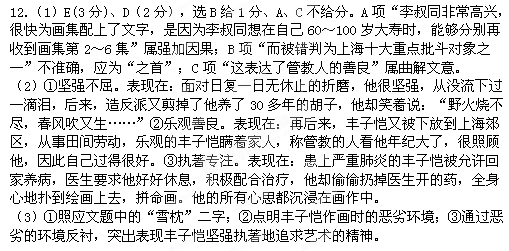 12.（1）E(3分)、D（2分），选B给1分、A、C不给分。A项“李叔同非常高兴，
很快为画集配上了文字，是因为李叔同想在自己60～100岁大寿时，能够分别再
收到画集第2～6集”属强加因果；B项“而被错判为上海十大重点批斗对象之
一”不准确，应为“之首”；C项“这表达了管教人的善良”属曲解文意。
（2）①坚强不屈。表现在：面对日复一日无休止的折磨，他很坚强，从没流下过
一滴泪，后来，造反派又剪掉了他养了30多年的胡子，他却笑着说：“野火烧不
尽，春风吹又生……”②乐观善良。表现在：再后来，丰子恺又被下放到上海郊
区，从事田间劳动，乐观的丰子恺瞒着家人，称管教的人看他年纪大了，很照顾
他，因此自己过得很好。③执著专注。表现在：患上严重肺炎的丰子恺被允许回
家养病，医生要求他好好休息，积极配合治疗，他却偷偷扔掉医生开的药，全身
心地扑到绘画上去，拼命画。他的所有心思都沉浸在画作中。
（3）①照应文题中的“雪枕”二字；②点明丰子恺作画时的恶劣环境；③通过恶
劣的环境反衬，突出表现丰子恺坚强执著地追求艺术的精神。